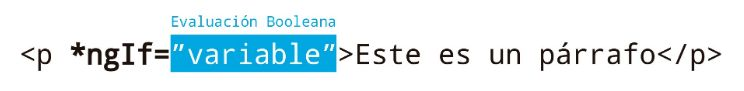 Evaluación Booleana
<p *ngIf=”variable”>Este es un párrafo</p>